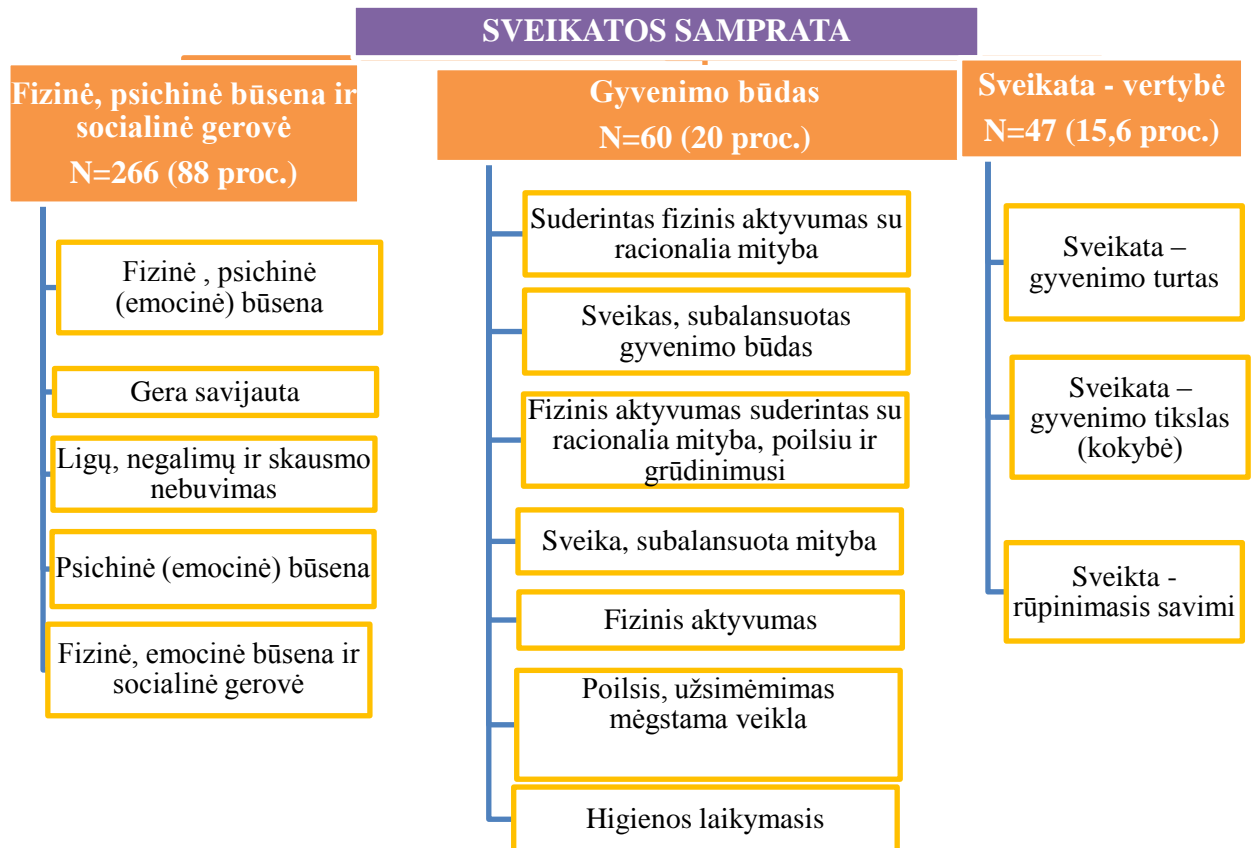 SVEIKATOS SAMPRATA
Fizinė, psichinė būsena ir
socialinė gerovė
N=266 (88 proc.)
Fizinė , psichinė
(emocinė) būsena
Gera savijauta
Ligų, negalimų ir skausmo
nebuvimas
Psichinė (emocinė) būsena
Fizinė, emocinė būsena ir
socialinė gerovė
Gyvenimo būdas
N=60 (20 proc.)
Suderintas fizinis aktyvumas su
racionalia mityba
Sveikas, subalansuotas
gyvenimo būdas
Fizinis aktyvumas suderintas su
racionalia mityba, poilsiu ir
grūdinimusi
Sveika, subalansuota mityba
Fizinis aktyvumas
Poilsis, užsimėmimas
mėgstama veikla
Higienos laikymasis
Sveikata - vertybė
N=47 (15,6 proc.)
Sveikata –
gyvenimo turtas
Sveikata –
gyvenimo tikslas
(kokybė)
Sveikta -
rūpinimasis savimi